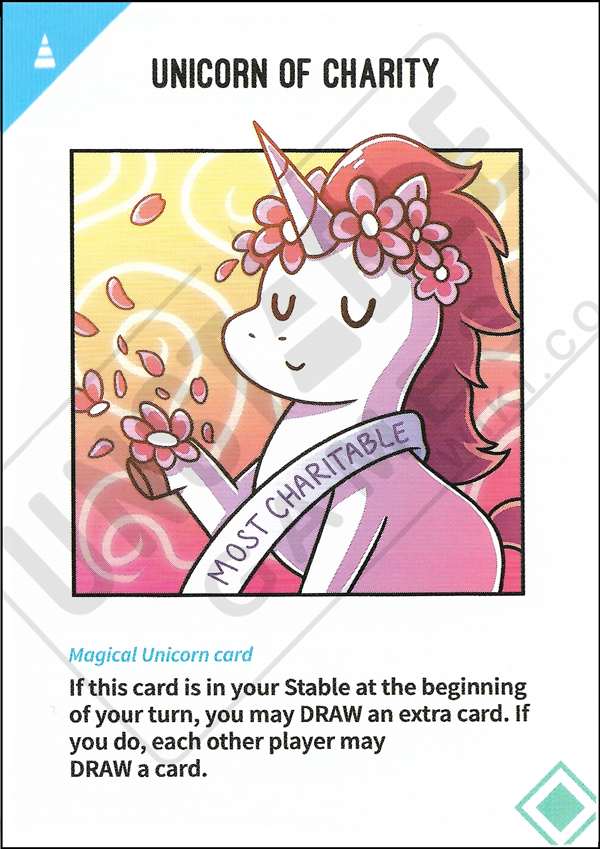 UNICORN OF CHARITY
MOST CHARITABLE
Magical Unicorn card
If this card is in your Stable at the beginning
of your turn, you may DRAW an extra card. If
you do, each other player may
DRAW a card.